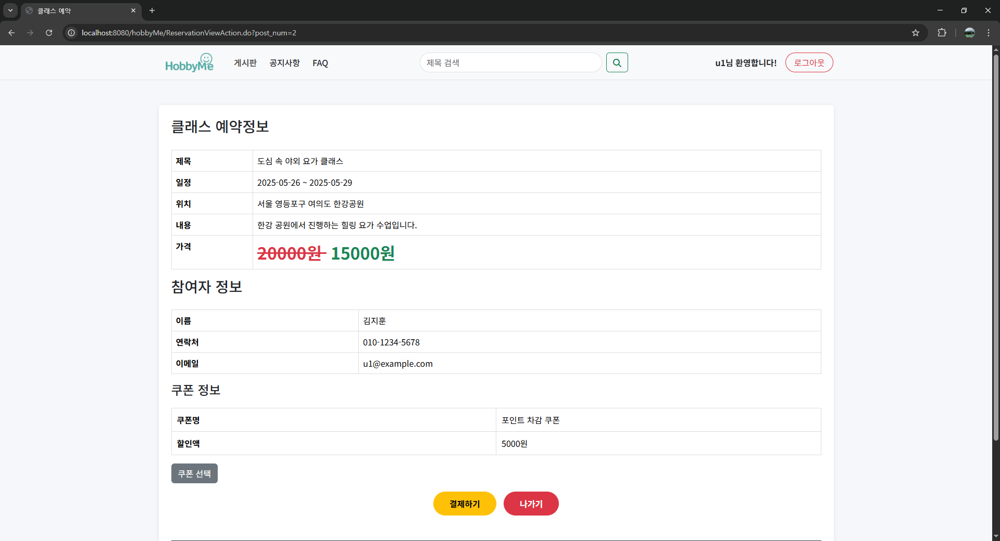 클래스 예약
localhost:8080/hobbyMe/ReservationViewAction.do?post_num=2
HobbyMe 게시판 공지사항 FAQ 제목 검색 u1님 환영합니다! 로그아웃
클래스 예약정보
제목 도심 속 야외 요가 클래스
일정 2025-05-26 ~ 2025-05-29
위치 서울 영등포구 여의도 한강공원
내용 한강 공원에서 진행하는 힐링 요가 수업입니다.
가격 20000원 15000원
참여자 정보
이름 김지훈
연락처 010-1234-5678
이메일 u1@example.com
쿠폰 정보
쿠폰명 포인트 차감 쿠폰
할인액 5000원
쿠폰 선택
결제하기 나가기